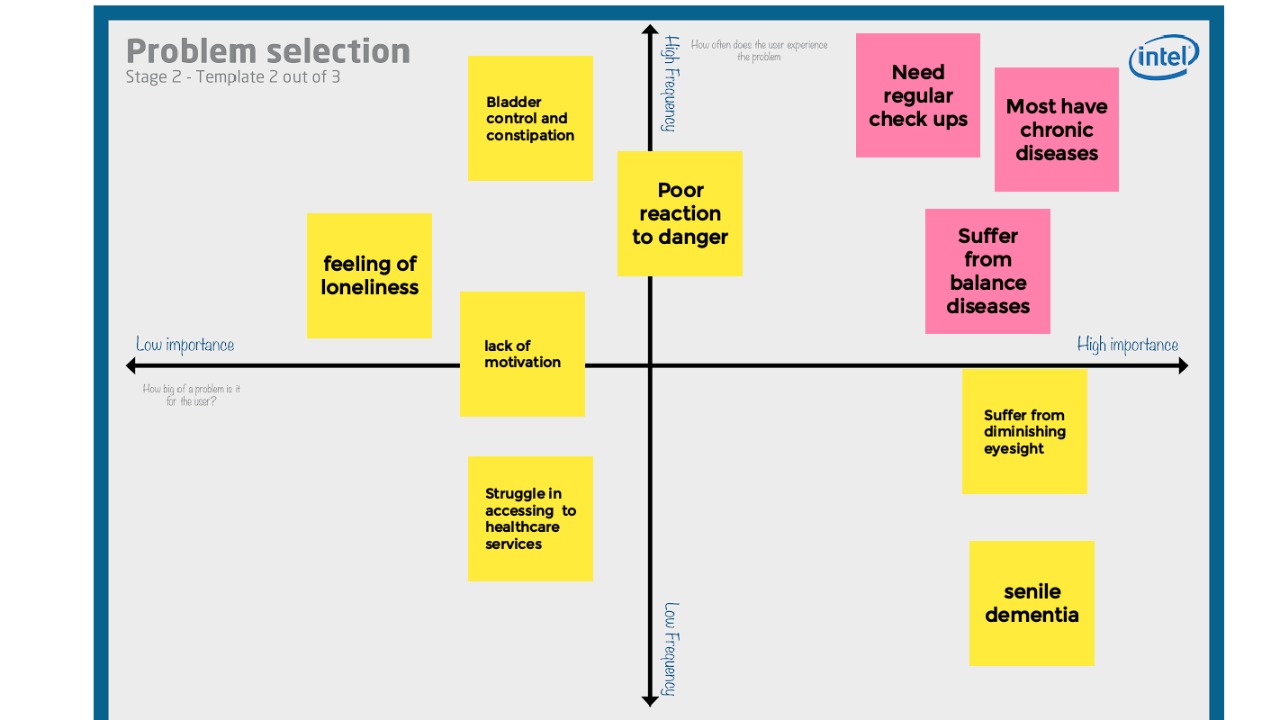 Problem selection
Stage 2 - Template 2 out of 3
High Frequency
How often does the user experience
the problem
intel
Bladder
control and
constipation
Need
regular
check ups
Most have
chronic
diseases
Poor
reaction
to danger
feeling of
loneliness
Suffer
from
balance
diseases
lack of
motivation
Low importance
High importance
How big of a problem is it
for the user?
Suffer from
diminishing
eyesight
Struggle in
accessing to
healthcare
services
senile
dementia
Low Frequency